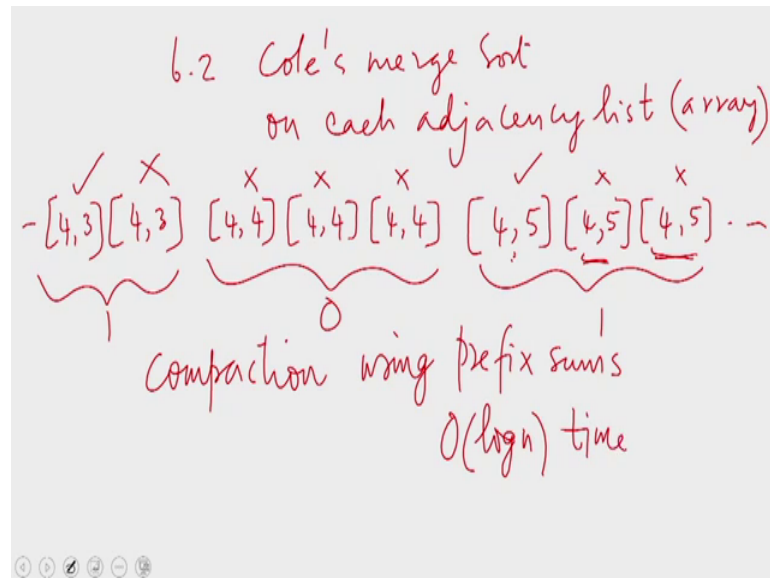 6.2 Cole's merge Sort
on each adjacency list (array)
✓ ✗ ✗ ✗ ✗ ✓ ✗ ✗
-[4,3][4,3] [4,4][4,4][4,4] [4,5][4,5][4,5] . -
1 0 1
compaction using prefix sums
O(log n) time